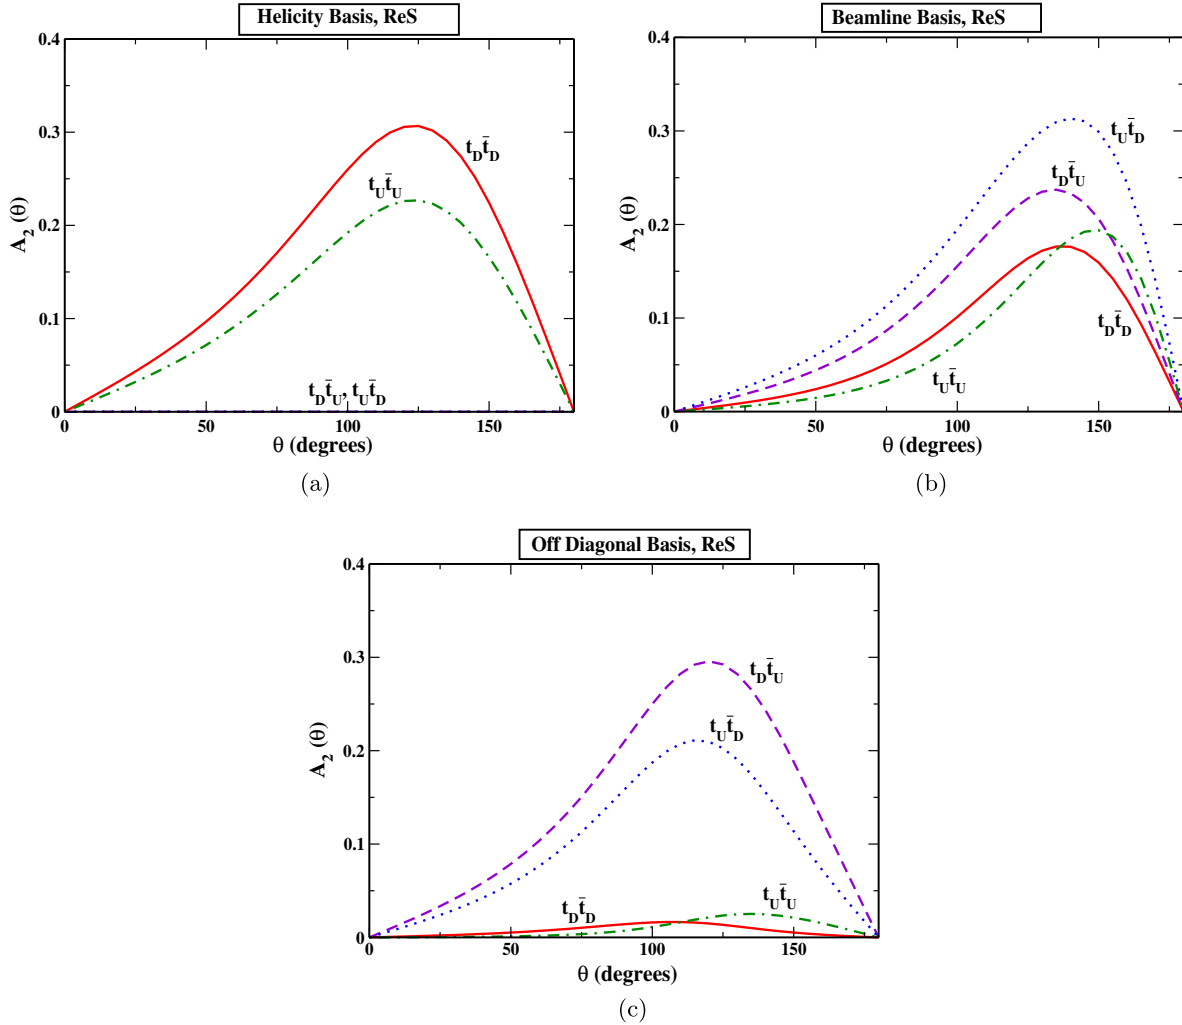 Helicity Basis, ReS
0.4
0.3
0.2
0.1
0
A₂ (θ)
t_D t̄_D
t_U t̄_U
t_D t̄_U, t_U t̄_D
0 50 100 150
θ (degrees)
(a)
Beamline Basis, ReS
0.4
0.3
0.2
0.1
0
A₂ (θ)
t_U t̄_D
t_D t̄_U
t_D t̄_D
t_U t̄_U
0 50 100 150
θ (degrees)
(b)
Off Diagonal Basis, ReS
0.4
0.3
0.2
0.1
0
A₂ (θ)
t_D t̄_U
t_U t̄_D
t_D t̄_D
t_U t̄_U
0 50 100 150
θ (degrees)
(c)